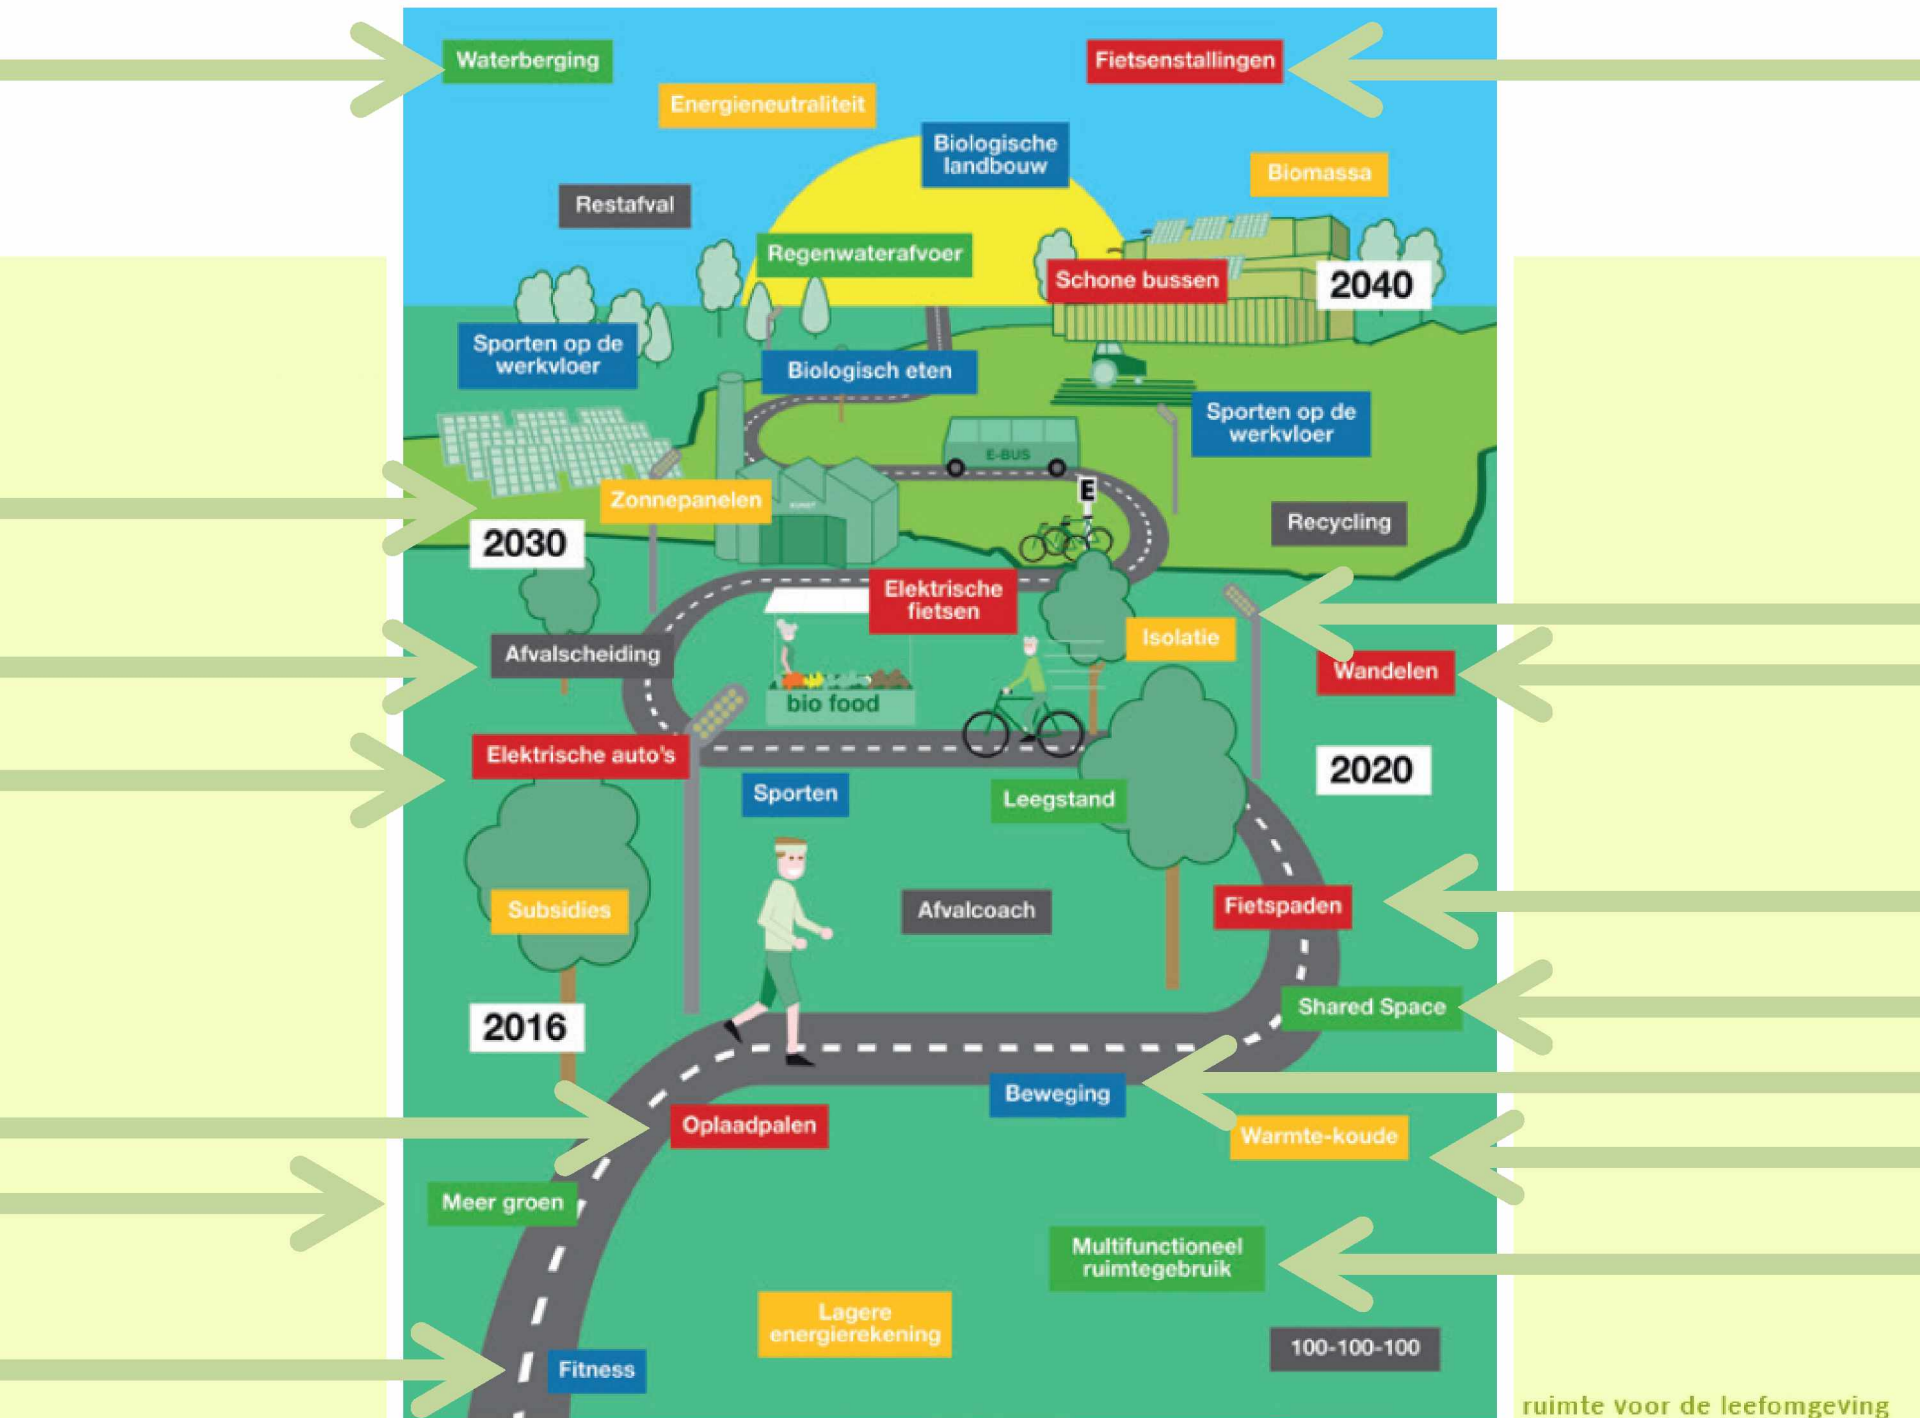 Waterberging
Fietsenstallingen
Energieneutraliteit
Biologische
landbouw
Biomassa
Restafval
Regenwaterafvoer
Schone bussen
2040
Sporten op de
werkvloer
Biologisch eten
Sporten op de
werkvloer
E-BUS
Zonnepanelen
E
Recycling
2030
Elektrische
fietsen
Isolatie
Afvalscheiding
Wandelen
bio food
Elektrische auto's
2020
Sporten
Leegstand
Subsidies
Afvalcoach
Fietspaden
Shared Space
2016
Beweging
Oplaadpalen
Warmte-koude
Meer groen
Multifunctioneel
ruimtegebruik
Lagere
energierekening
100-100-100
Fitness
ruimte voor de leefomgeving